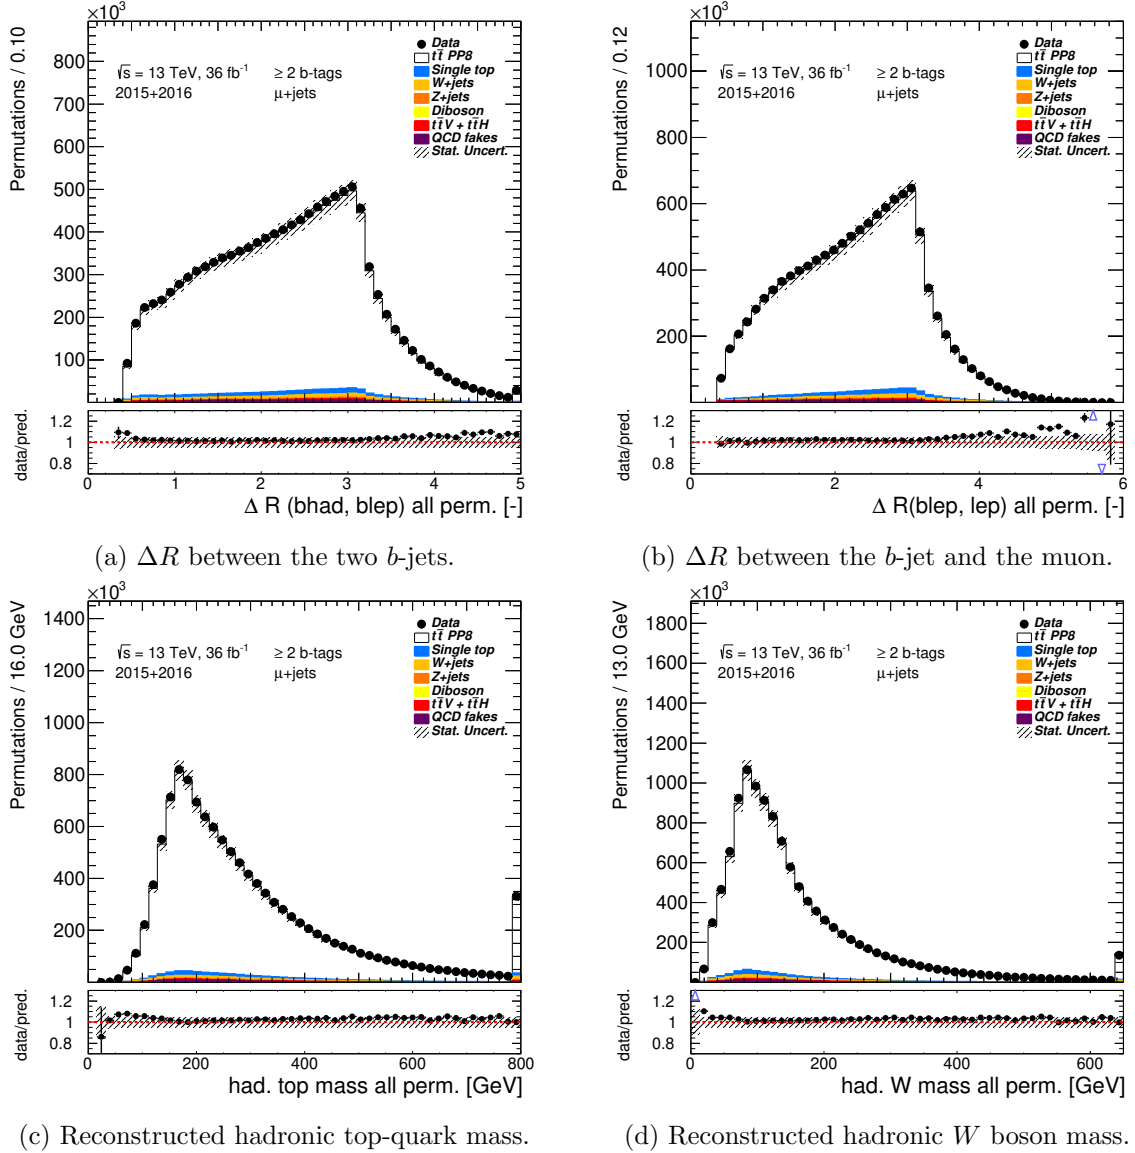 ×10³
Permutations / 0.10
800
700
600
500
400
300
200
100
√s = 13 TeV, 36 fb⁻¹
2015+2016
≥ 2 b-tags
μ+jets
Data
tt̄ PP8
Single top
W+jets
Z+jets
Diboson
tt̄V + tt̄H
QCD fakes
Stat. Uncert.
data/pred.
1.2
1
0.8
0 1 2 3 4 5
Δ R (bhad, blep) all perm. [-]
(a) ΔR between the two b-jets.
×10³
Permutations / 0.12
1000
800
600
400
200
0
√s = 13 TeV, 36 fb⁻¹
2015+2016
≥ 2 b-tags
μ+jets
Data
tt̄ PP8
Single top
W+jets
Z+jets
Diboson
tt̄V + tt̄H
QCD fakes
Stat. Uncert.
data/pred.
1.2
1
0.8
0 2 4 6
Δ R(blep, lep) all perm. [-]
(b) ΔR between the b-jet and the muon.
×10³
Permutations / 16.0 GeV
1400
1200
1000
800
600
400
200
√s = 13 TeV, 36 fb⁻¹
2015+2016
≥ 2 b-tags
μ+jets
Data
tt̄ PP8
Single top
W+jets
Z+jets
Diboson
tt̄V + tt̄H
QCD fakes
Stat. Uncert.
data/pred.
1.2
1
0.8
0 200 400 600 800
had. top mass all perm. [GeV]
(c) Reconstructed hadronic top-quark mass.
×10³
Permutations / 13.0 GeV
1800
1600
1400
1200
1000
800
600
400
200
0
√s = 13 TeV, 36 fb⁻¹
2015+2016
≥ 2 b-tags
μ+jets
Data
tt̄ PP8
Single top
W+jets
Z+jets
Diboson
tt̄V + tt̄H
QCD fakes
Stat. Uncert.
data/pred.
1.2
1
0.8
0 200 400 600
had. W mass all perm. [GeV]
(d) Reconstructed hadronic W boson mass.